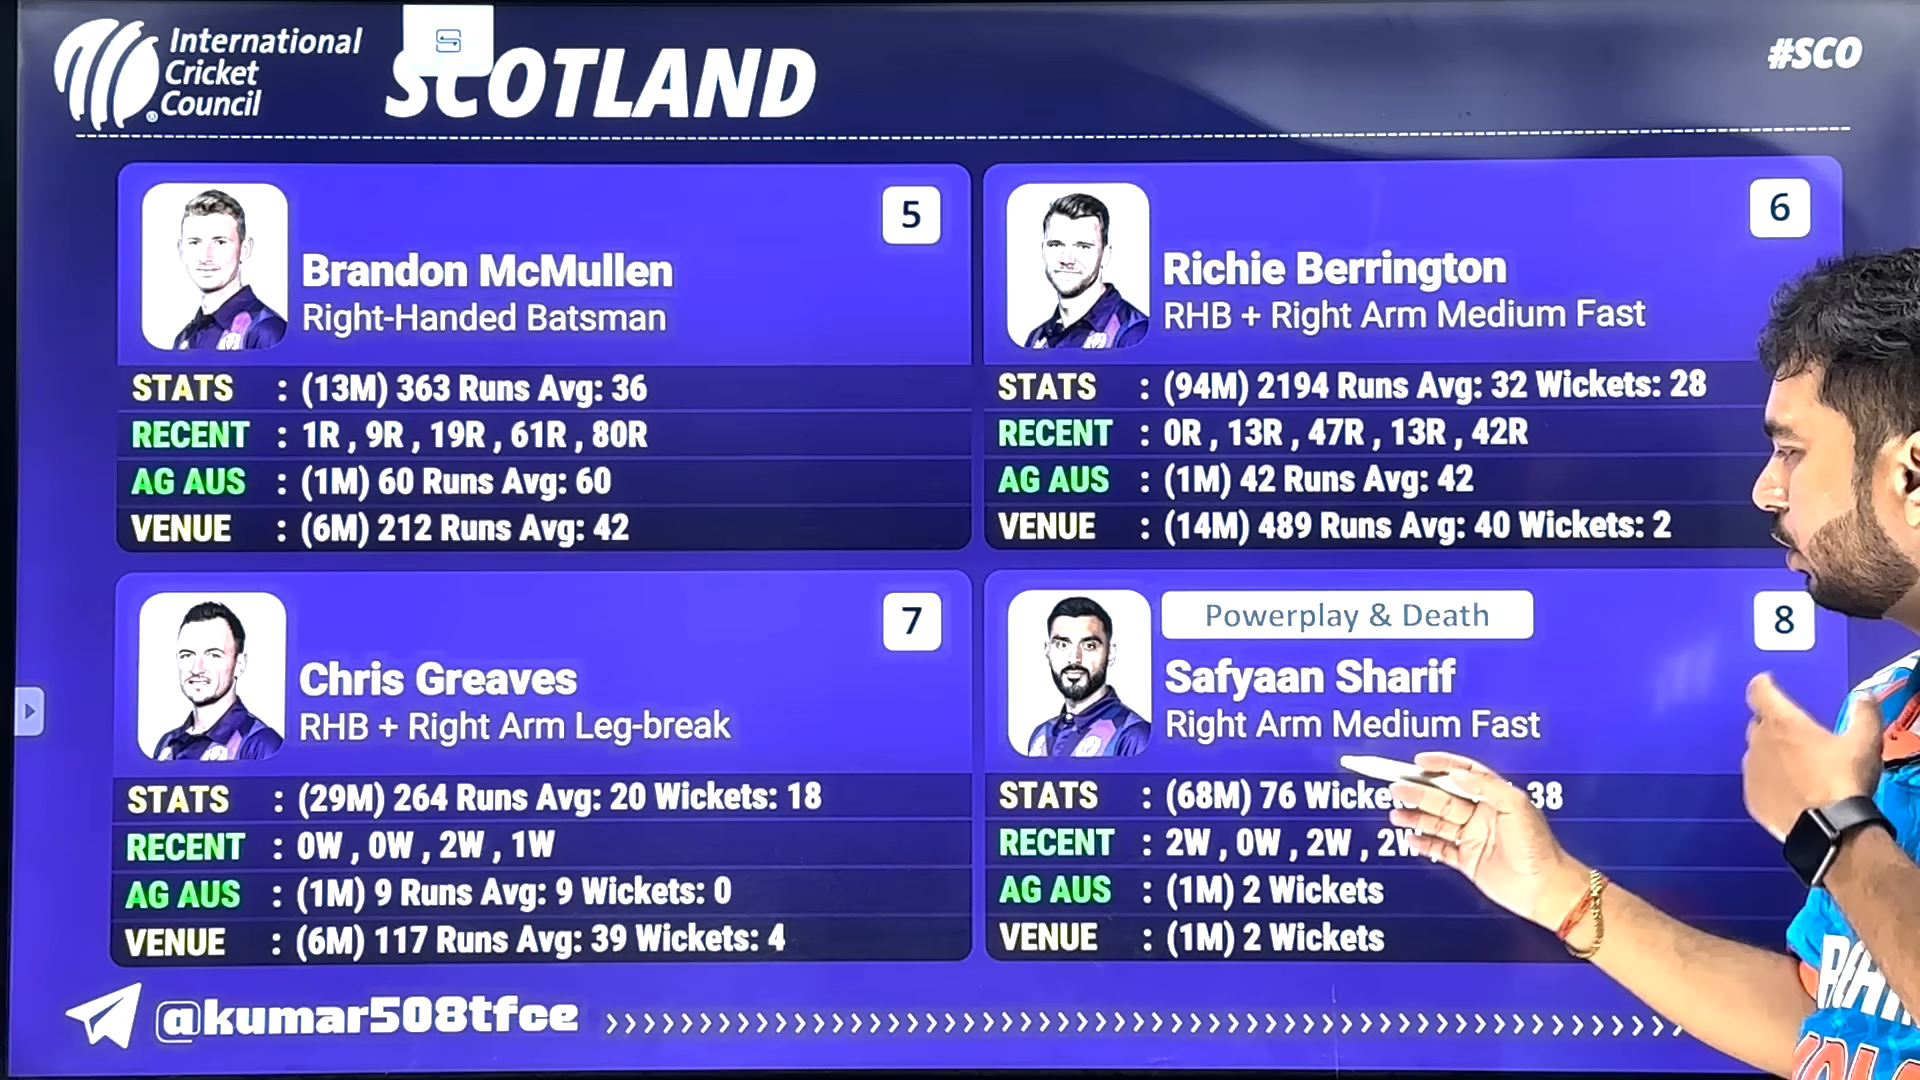 International
Cricket
Council
SCOTLAND
#SCO
5
Brandon McMullen
Right-Handed Batsman
STATS : (13M) 363 Runs Avg: 36
RECENT : 1R , 9R , 19R , 61R , 80R
AG AUS : (1M) 60 Runs Avg: 60
VENUE : (6M) 212 Runs Avg: 42
6
Richie Berrington
RHB + Right Arm Medium Fast
STATS : (94M) 2194 Runs Avg: 32 Wickets: 28
RECENT : 0R , 13R , 47R , 13R , 42R
AG AUS : (1M) 42 Runs Avg: 42
VENUE : (14M) 489 Runs Avg: 40 Wickets: 2
7
Chris Greaves
RHB + Right Arm Leg-break
STATS : (29M) 264 Runs Avg: 20 Wickets: 18
RECENT : 0W , 0W , 2W , 1W
AG AUS : (1M) 9 Runs Avg: 9 Wickets: 0
VENUE : (6M) 117 Runs Avg: 39 Wickets: 4
Powerplay & Death
8
Safyaan Sharif
Right Arm Medium Fast
STATS : (68M) 76 38
RECENT : 2W , 0W , 2W ,
AG AUS : (1M) 2 Wickets
VENUE : (1M) 2 Wickets
@kumar508tfce